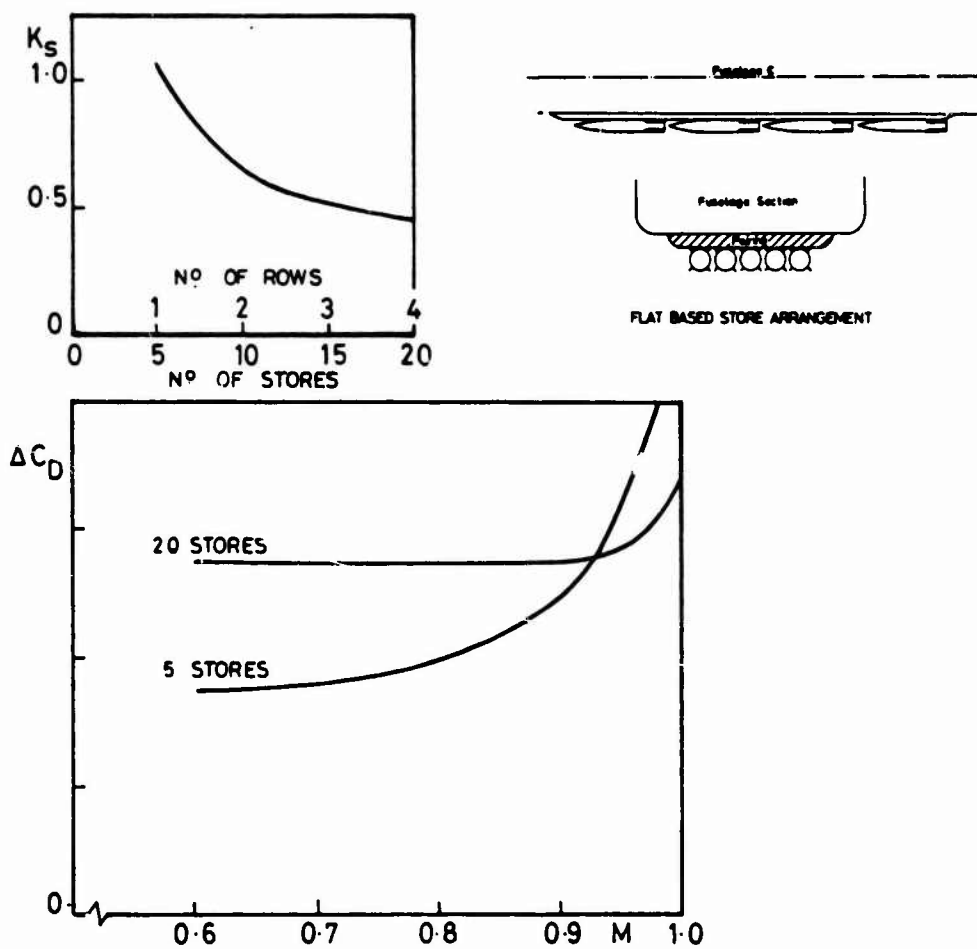 K_S
1.0
0.5
0
Nº OF ROWS
1 2 3 4
0 5 10 15 20
Nº OF STORES
Fuselage ₵
Fuselage Section
FLAT BASED STORE ARRANGEMENT
ΔC_D
20 STORES
5 STORES
0
0.6 0.7 0.8 0.9 M 1.0